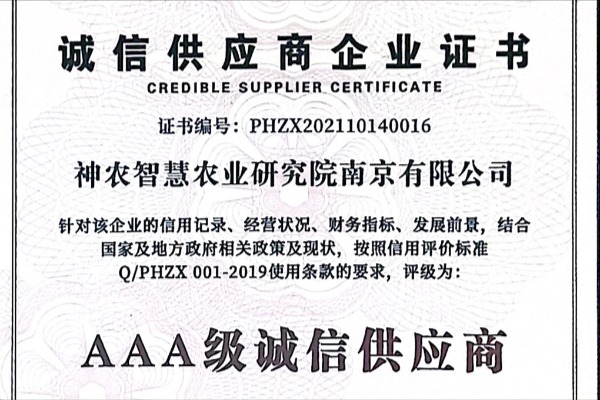 诚信供应商企业证书
CREDIBLE SUPPLIER CERTIFICATE
证书编号：PHZX202110140016
神农智慧农业研究院南京有限公司
针对该企业的信用记录、经营状况、财务指标、发展前景，结合
国家及地方政府相关政策及现状，按照信用评价标准
Q/PHZX 001-2019使用条款的要求，评级为：
AAA级诚信供应商